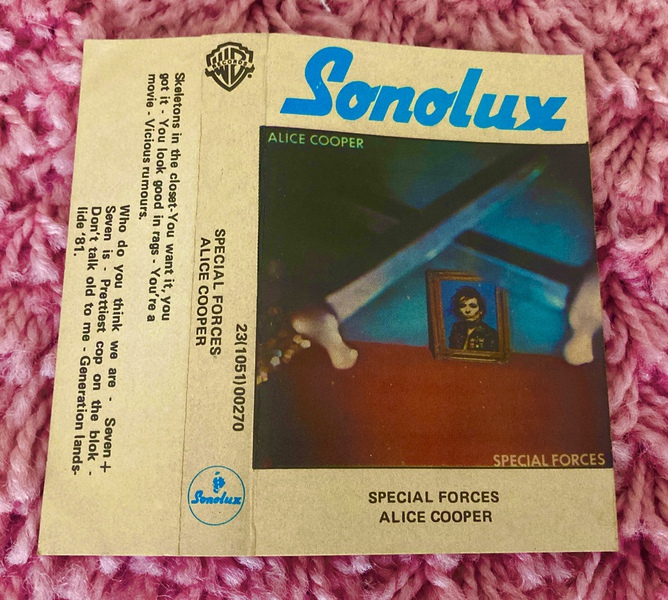 Sonolux
ALICE COOPER
SPECIAL FORCES
SPECIAL FORCES
ALICE COOPER
W RECORDS
SPECIAL FORCES
ALICE COOPER
23(1051)00270
Sonolux
Skeletons in the closet-You want it, you
got it - You look good in rags - You're a
movie - Vicious rumours.
Who do you think we are - Seven +
Seven is - Prettiest cop on the blok -
Don't talk old to me - Generation lands-
lide '81.